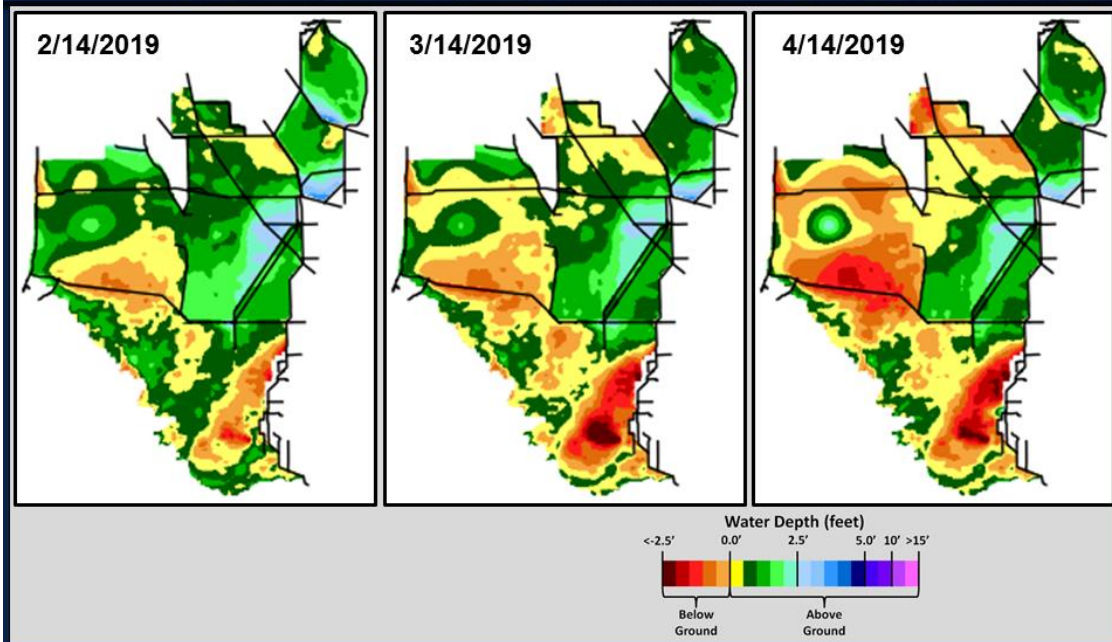 2/14/2019
3/14/2019
4/14/2019
Water Depth (feet)
<-2.5' 0.0' 2.5' 5.0' 10' >15'
Below Ground
Above Ground